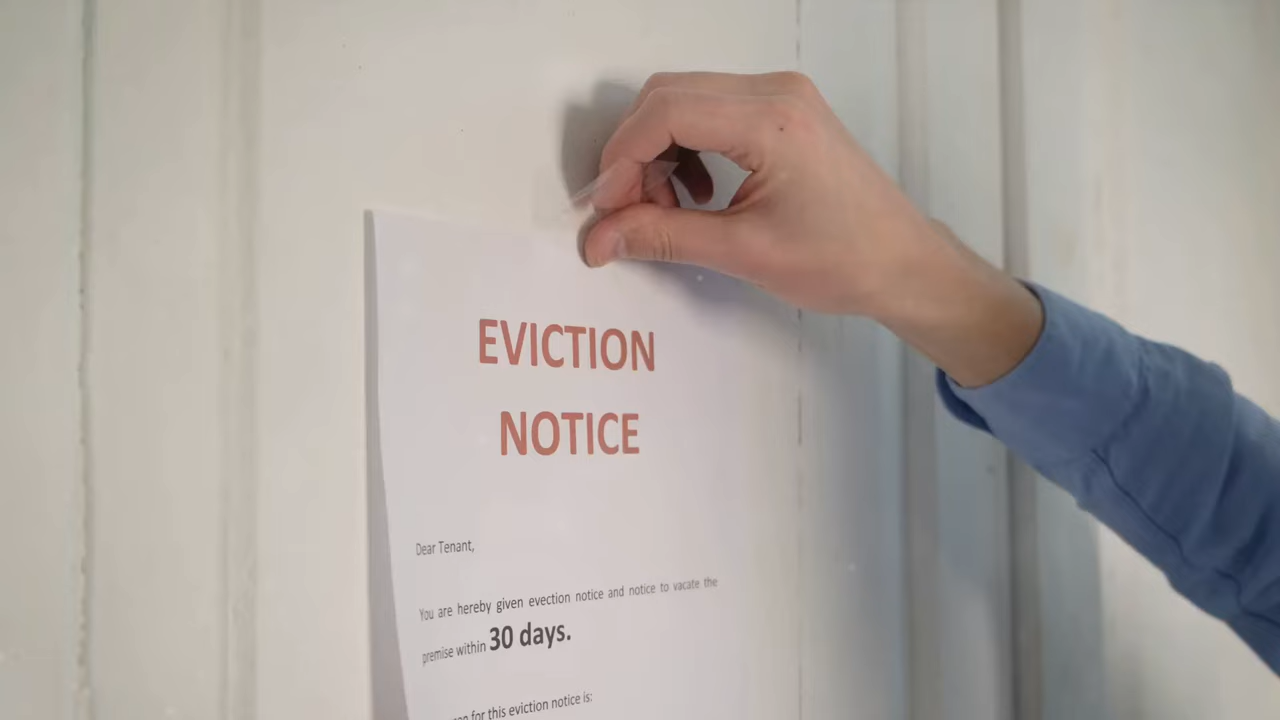 EVICTION
NOTICE
Dear Tenant,
You are hereby given evection notice and notice to vacate the
premise within 30 days.
for this eviction notice is: